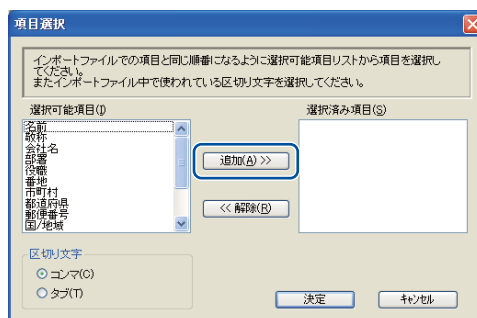 項目選択
インポートファイルでの項目と同じ順番になるように選択可能項目リストから項目を選択し
てください。
またインポートファイル中で使われている区切り文字を選択してください。
選択可能項目(I)
選択済み項目(S)
名前
敬称
会社名
部署
役職
番地
市町村
都道府県
郵便番号
国/地域
追加(A) >>
<< 解除(R)
区切り文字
コンマ(C)
タブ(T)
決定
キャンセル